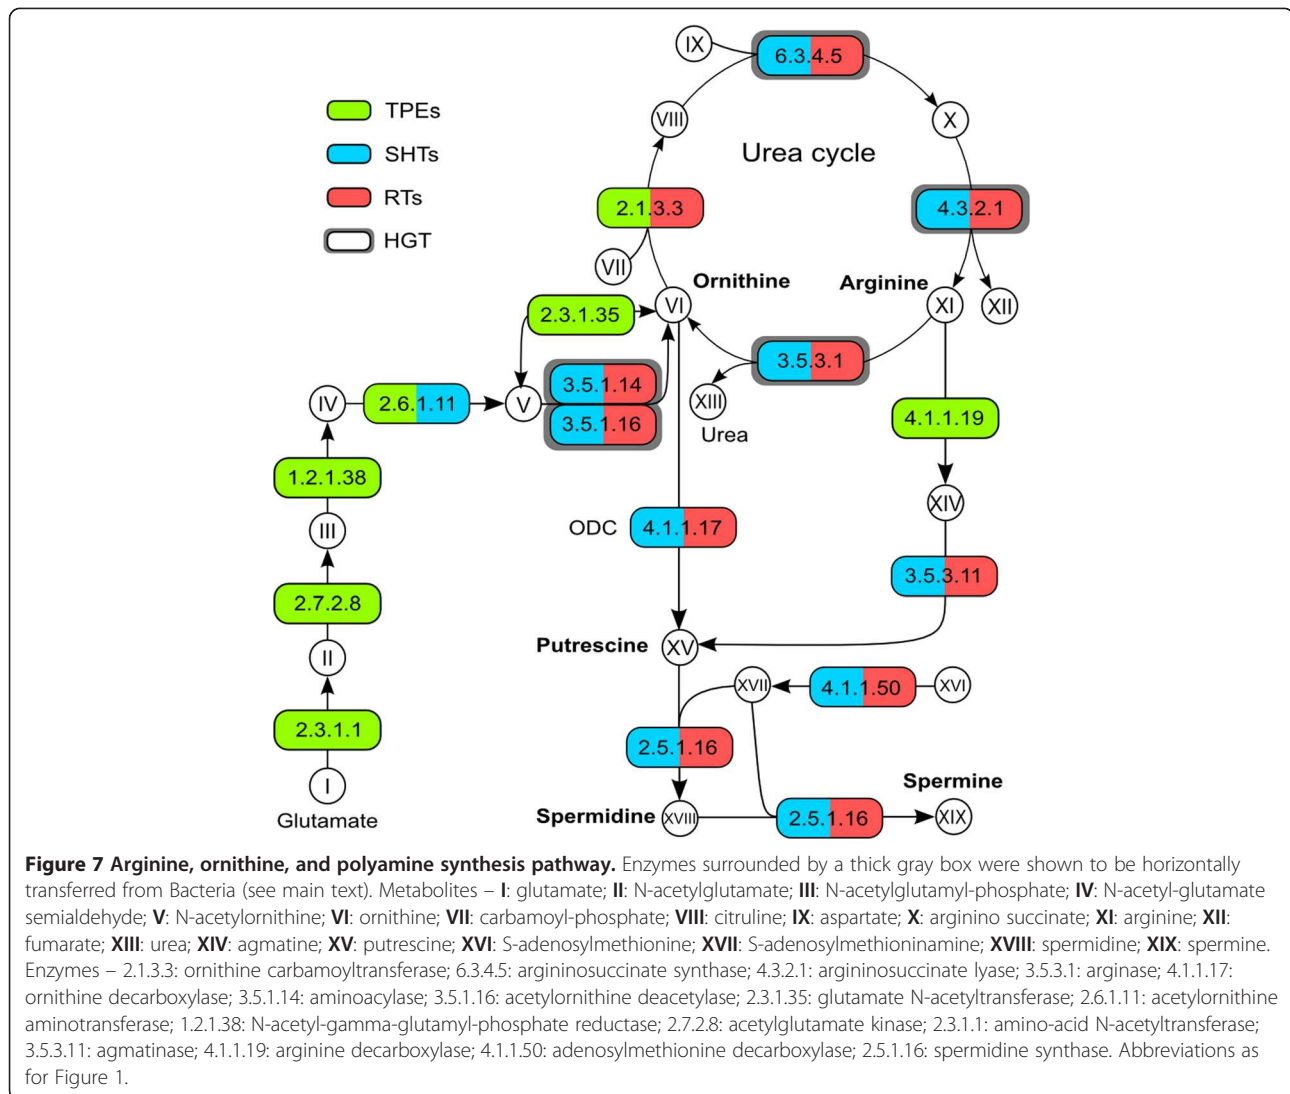 IX
6.3.4.5
TPEs
VIII
X
SHTs
Urea cycle
RTs
2.1.3.3
4.3.2.1
HGT
VII
Ornithine
Arginine
VI
XI
XII
2.3.1.35
3.5.3.1
3.5.1.14
IV
2.6.1.11
V
XIII
3.5.1.16
Urea
4.1.1.19
1.2.1.38
XIV
III
ODC
4.1.1.17
3.5.3.11
2.7.2.8
Putrescine
XV
II
XVII
4.1.1.50
XVI
2.3.1.1
2.5.1.16
I
Spermine
Glutamate
Spermidine
XVIII
2.5.1.16
XIX
Figure 7 Arginine, ornithine, and polyamine synthesis pathway. Enzymes surrounded by a thick gray box were shown to be horizontally
transferred from Bacteria (see main text). Metabolites – I: glutamate; II: N-acetylglutamate; III: N-acetylglutamyl-phosphate; IV: N-acetyl-glutamate
semialdehyde; V: N-acetylornithine; VI: ornithine; VII: carbamoyl-phosphate; VIII: citruline; IX: aspartate; X: arginino succinate; XI: arginine; XII:
fumarate; XIII: urea; XIV: agmatine; XV: putrescine; XVI: S-adenosylmethionine; XVII: S-adenosylmethioninamine; XVIII: spermidine; XIX: spermine.
Enzymes – 2.1.3.3: ornithine carbamoyltransferase; 6.3.4.5: argininosuccinate synthase; 4.3.2.1: argininosuccinate lyase; 3.5.3.1: arginase; 4.1.1.17:
ornithine decarboxylase; 3.5.1.14: aminoacylase; 3.5.1.16: acetylornithine deacetylase; 2.3.1.35: glutamate N-acetyltransferase; 2.6.1.11: acetylornithine
aminotransferase; 1.2.1.38: N-acetyl-gamma-glutamyl-phosphate reductase; 2.7.2.8: acetylglutamate kinase; 2.3.1.1: amino-acid N-acetyltransferase;
3.5.3.11: agmatinase; 4.1.1.19: arginine decarboxylase; 4.1.1.50: adenosylmethionine decarboxylase; 2.5.1.16: spermidine synthase. Abbreviations as
for Figure 1.